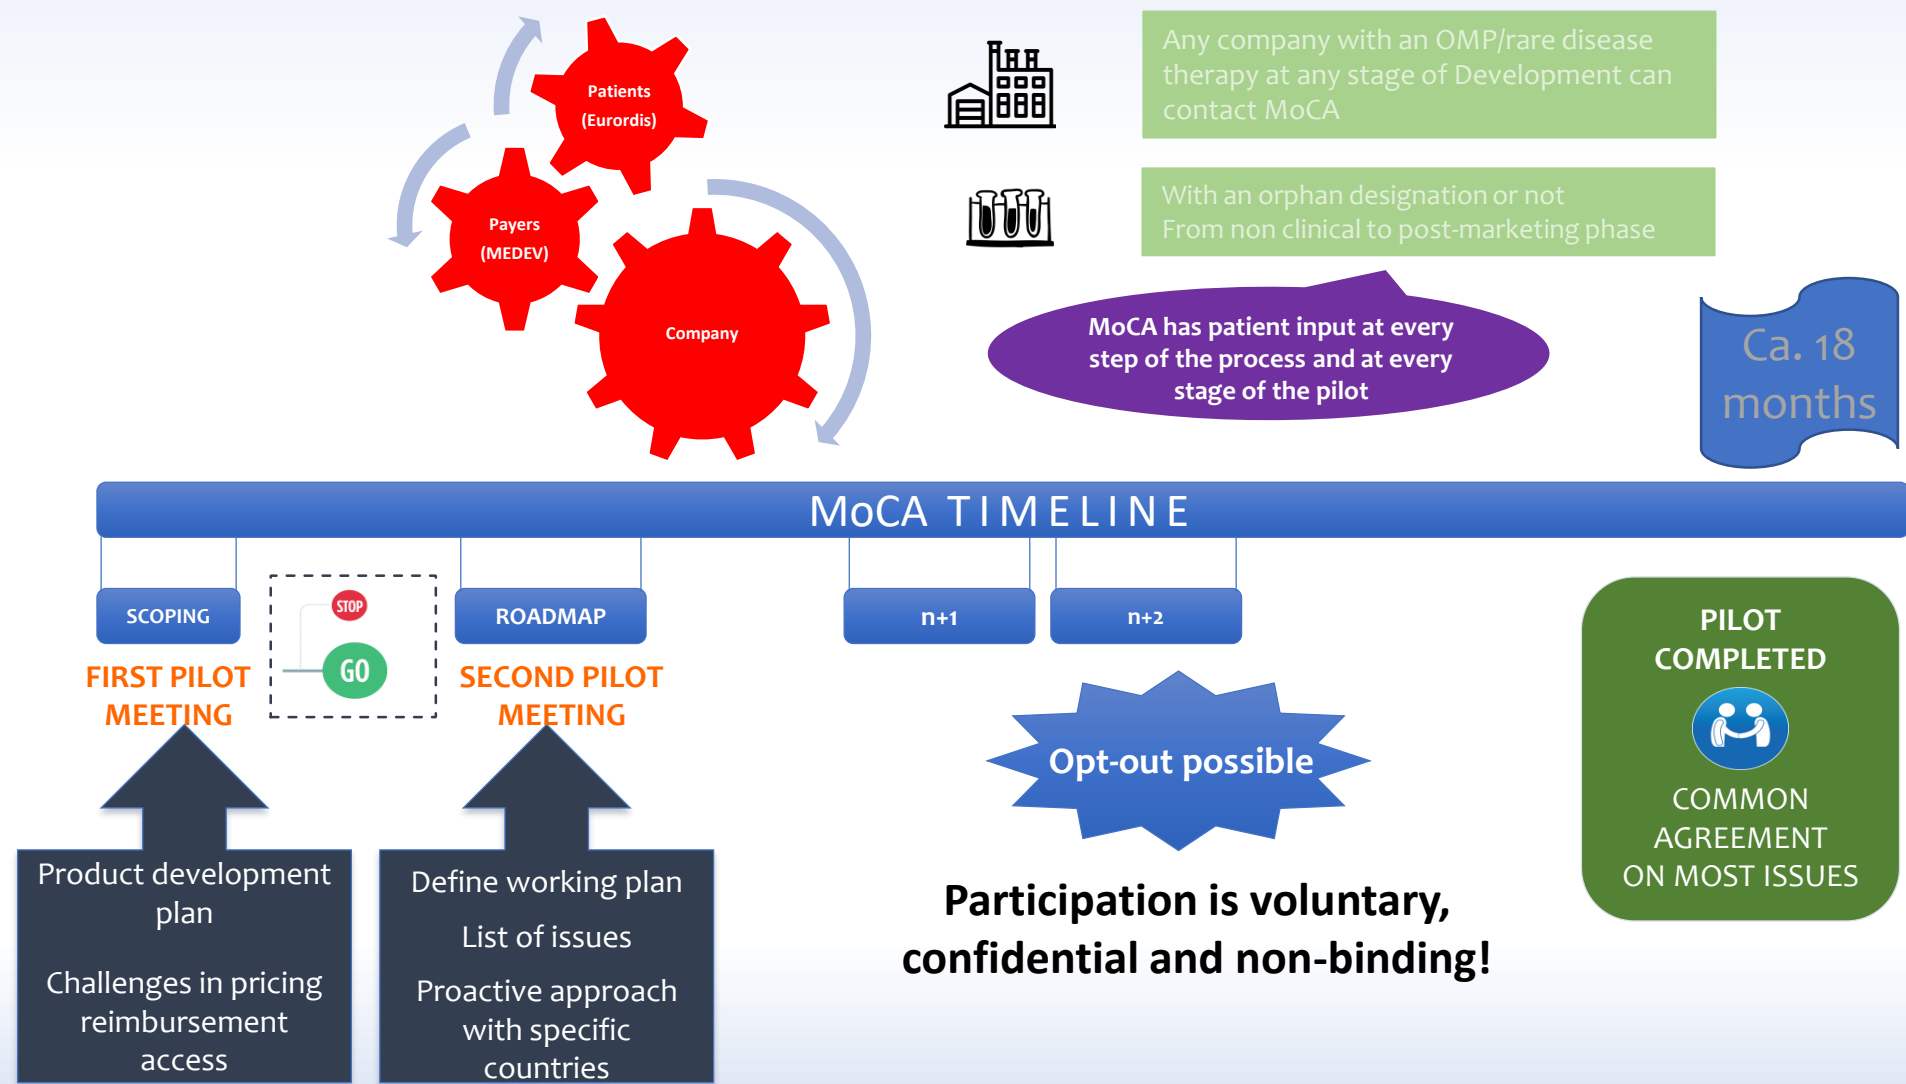 Patients
(Eurordis)
Payers
(MEDEV)
Company
Any company with an OMP/rare disease
therapy at any stage of Development can
contact MoCA
With an orphan designation or not
From non clinical to post-marketing phase
MoCA has patient input at every
step of the process and at every
stage of the pilot
Ca. 18
months
MoCA TIMELINE
SCOPING
STOP
GO
ROADMAP
n+1
n+2
FIRST PILOT
MEETING
SECOND PILOT
MEETING
Product development
plan
Challenges in pricing
reimbursement
access
Define working plan
List of issues
Proactive approach
with specific
countries
Opt-out possible
Participation is voluntary,
confidential and non-binding!
PILOT
COMPLETED
COMMON
AGREEMENT
ON MOST ISSUES